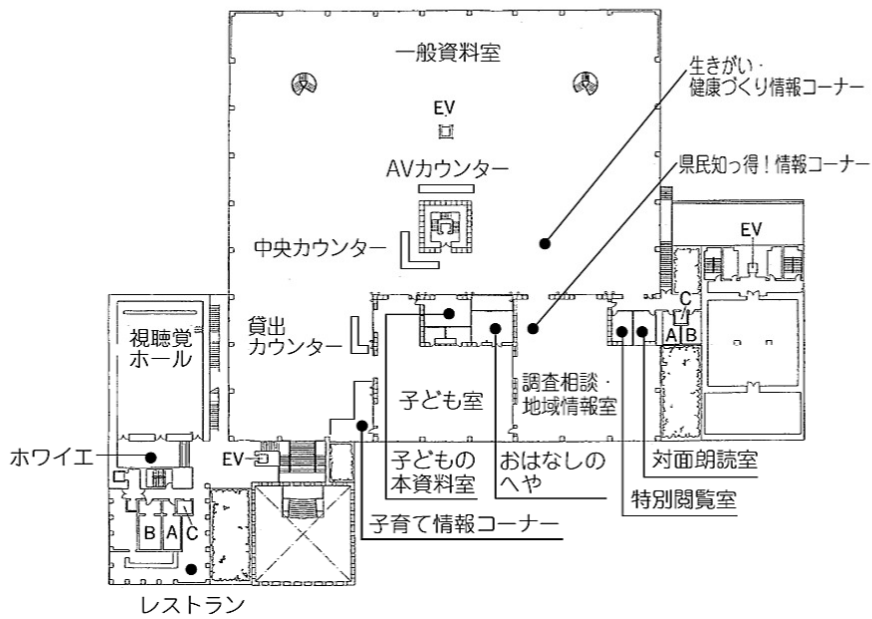 一般資料室
生きがい・
健康づくり情報コーナー
EV
AVカウンター
県民知っ得！情報コーナー
中央カウンター
EV
C
A
B
視聴覚
ホール
貸出
カウンター
子ども室
調査相談・
地域情報室
ホワイエ
EV
子どもの
本資料室
おはなしの
へや
対面朗読室
特別閲覧室
子育て情報コーナー
B
A
C
レストラン